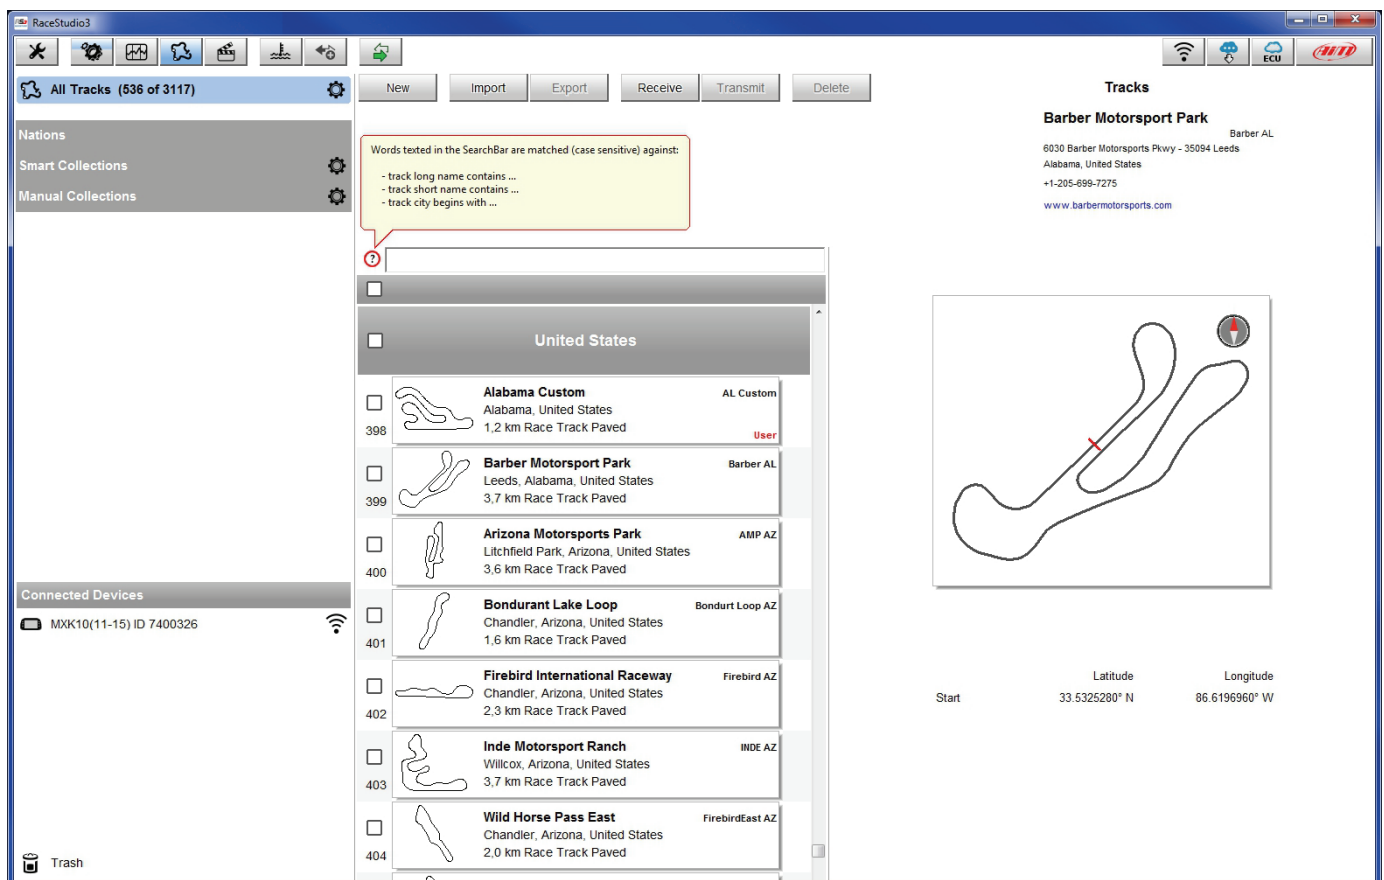 RaceStudio3
ECU
AiM
All Tracks (536 of 3117)
New
Import
Export
Receive
Transmit
Delete
Tracks
Barber Motorsport Park
Barber AL
6030 Barber Motorsports Pkwy - 35094 Leeds
Alabama, United States
+1-205-699-7275
www.barbermotorsports.com
Nations
Smart Collections
Manual Collections
Words texted in the SearchBar are matched (case sensitive) against:
- track long name contains ...
- track short name contains ...
- track city begins with ...
?
United States
Alabama Custom
AL Custom
Alabama, United States
1,2 km Race Track Paved
User
398
Barber Motorsport Park
Barber AL
Leeds, Alabama, United States
3,7 km Race Track Paved
399
Arizona Motorsports Park
AMP AZ
Litchfield Park, Arizona, United States
3,6 km Race Track Paved
400
Bondurant Lake Loop
Bondurt Loop AZ
Chandler, Arizona, United States
1,6 km Race Track Paved
401
Firebird International Raceway
Firebird AZ
Chandler, Arizona, United States
2,3 km Race Track Paved
402
Inde Motorsport Ranch
INDE AZ
Willcox, Arizona, United States
3,7 km Race Track Paved
403
Wild Horse Pass East
FirebirdEast AZ
Chandler, Arizona, United States
2,0 km Race Track Paved
404
Connected Devices
MXK10(11-15) ID 7400326
Trash
Latitude
Longitude
Start
33.5325280° N
86.6196960° W